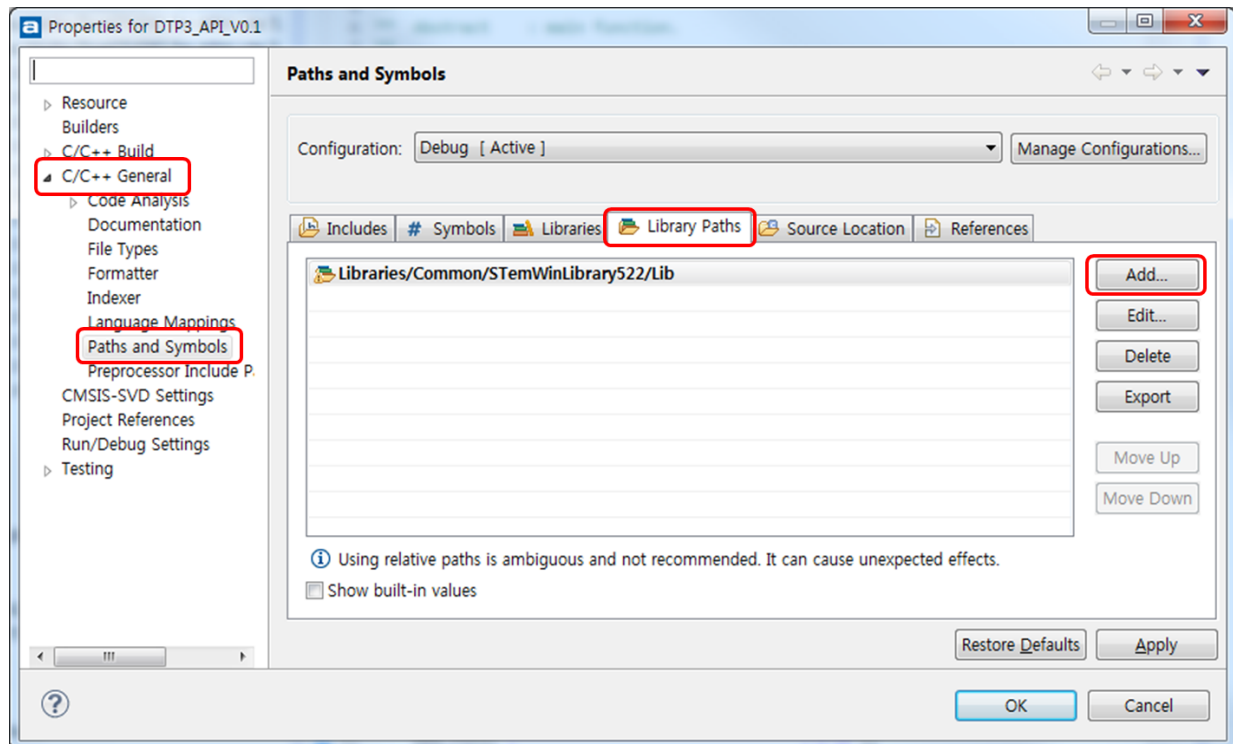 Properties for DTP3_API_V0.1
Resource
Builders
C/C++ Build
C/C++ General
Code Analysis
Documentation
File Types
Formatter
Indexer
Language Mappings
Paths and Symbols
Preprocessor Include P
CMSIS-SVD Settings
Project References
Run/Debug Settings
Testing
Paths and Symbols
Configuration: Debug [ Active ] Manage Configurations...
Includes # Symbols Libraries Library Paths Source Location References
Libraries/Common/STemWinLibrary522/Lib
Add...
Edit...
Delete
Export
Move Up
Move Down
Using relative paths is ambiguous and not recommended. It can cause unexpected effects.
Show built-in values
Restore Defaults Apply
OK Cancel